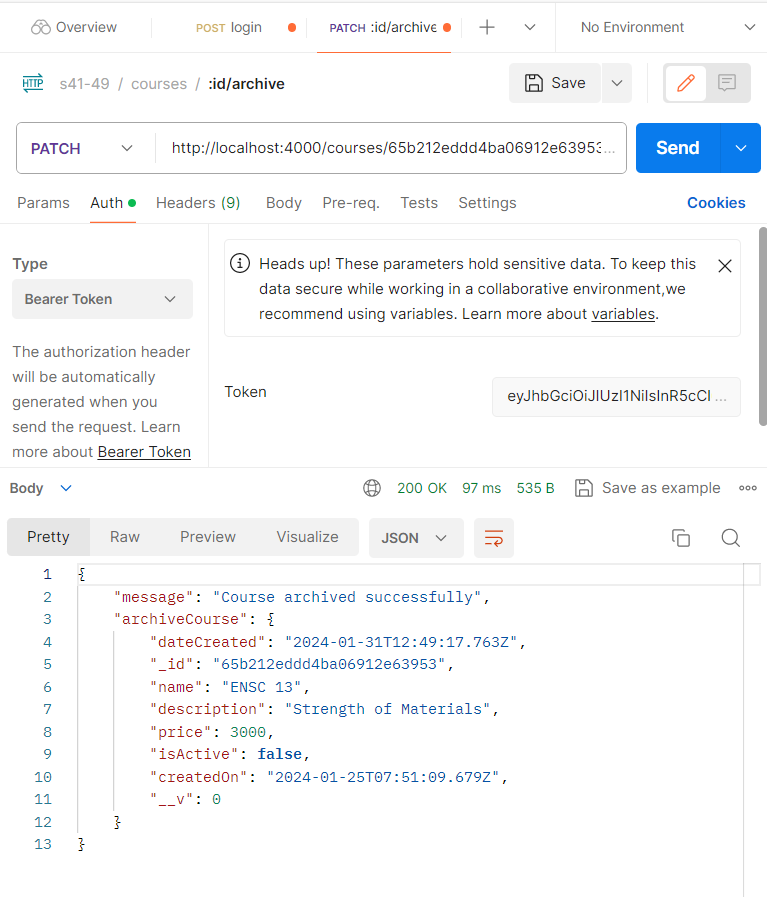 Overview POST login PATCH :id/archive No Environment
HTTP s41-49 / courses / :id/archive Save
PATCH http://localhost:4000/courses/65b212eddd4ba06912e63953... Send
Params Auth Headers (9) Body Pre-req. Tests Settings Cookies
Type
Bearer Token
The authorization header
will be automatically
generated when you
send the request. Learn
more about Bearer Token
Heads up! These parameters hold sensitive data. To keep this
data secure while working in a collaborative environment,we
recommend using variables. Learn more about variables.
Token eyJhbGciOiJIUzI1NiIsInR5cCI ...
Body 200 OK 97 ms 535 B Save as example
Pretty Raw Preview Visualize JSON
1 {
2 "message": "Course archived successfully",
3 "archiveCourse": {
4 "dateCreated": "2024-01-31T12:49:17.763Z",
5 "_id": "65b212eddd4ba06912e63953",
6 "name": "ENSC 13",
7 "description": "Strength of Materials",
8 "price": 3000,
9 "isActive": false,
10 "createdOn": "2024-01-25T07:51:09.679Z",
11 "__v": 0
12 }
13 }